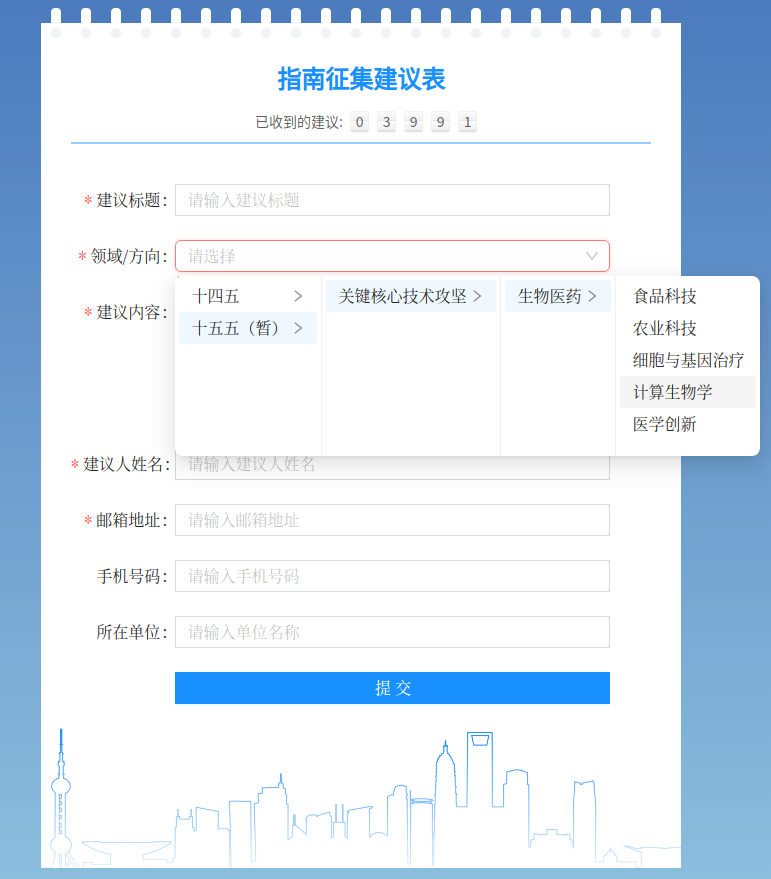 指南征集建议表
已收到的建议: 0 3 9 9 1
* 建议标题: 请输入建议标题
* 领域/方向: 请选择
十四五 关键核心技术攻坚 生物医药 食品科技
* 建议内容:
十五五（暂） 农业科技
细胞与基因治疗
计算生物学
医学创新
* 建议人姓名: 请输入建议人姓名
* 邮箱地址: 请输入邮箱地址
手机号码: 请输入手机号码
所在单位: 请输入单位名称
提 交